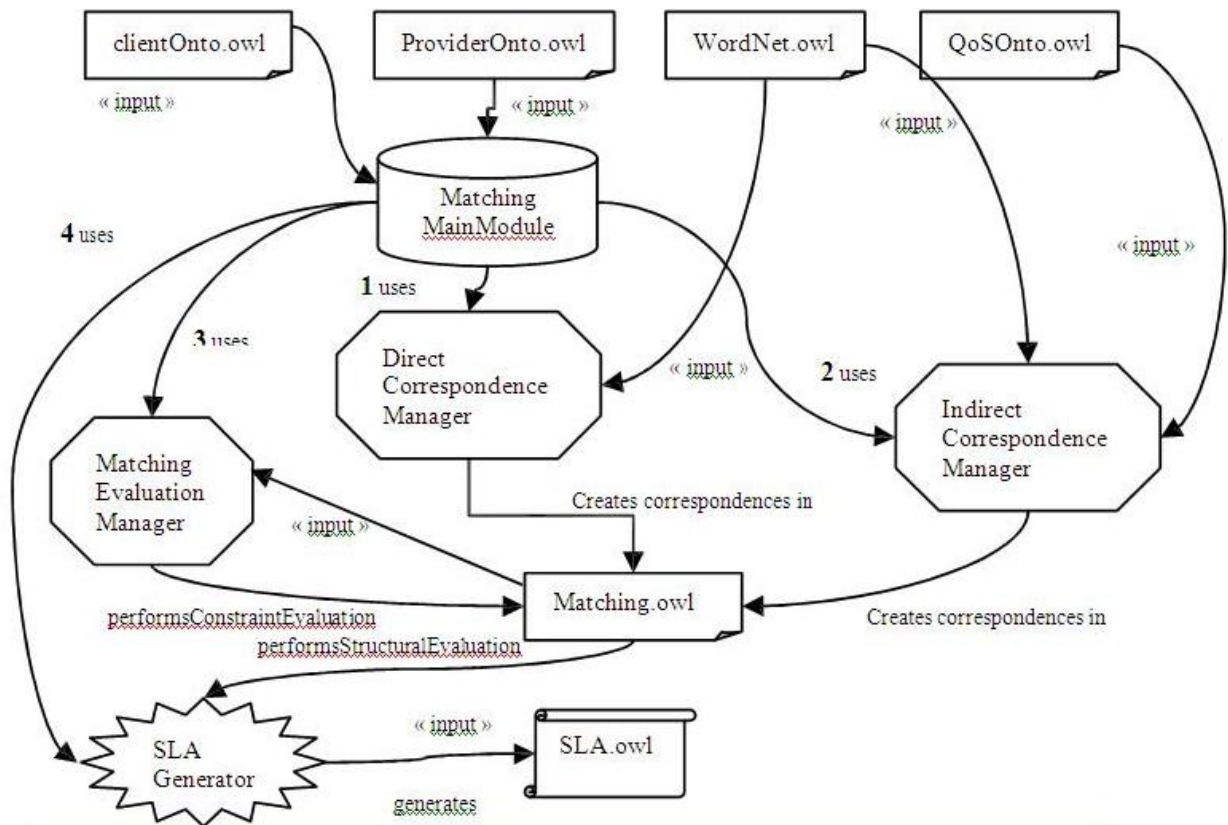 clientOnto.owl
ProviderOnto.owl
WordNet.owl
QoSOnto.owl
« input »
« input »
« input »
« input »
Matching
MainModule
4 uses
1 uses
3 uses
2 uses
« input »
Direct
Correspondence
Manager
Indirect
Correspondence
Manager
Matching
Evaluation
Manager
« input »
Creates correspondences in
Matching.owl
Creates correspondences in
performsConstraintEvaluation
performsStructuralEvaluation
« input »
SLA
Generator
SLA.owl
generates